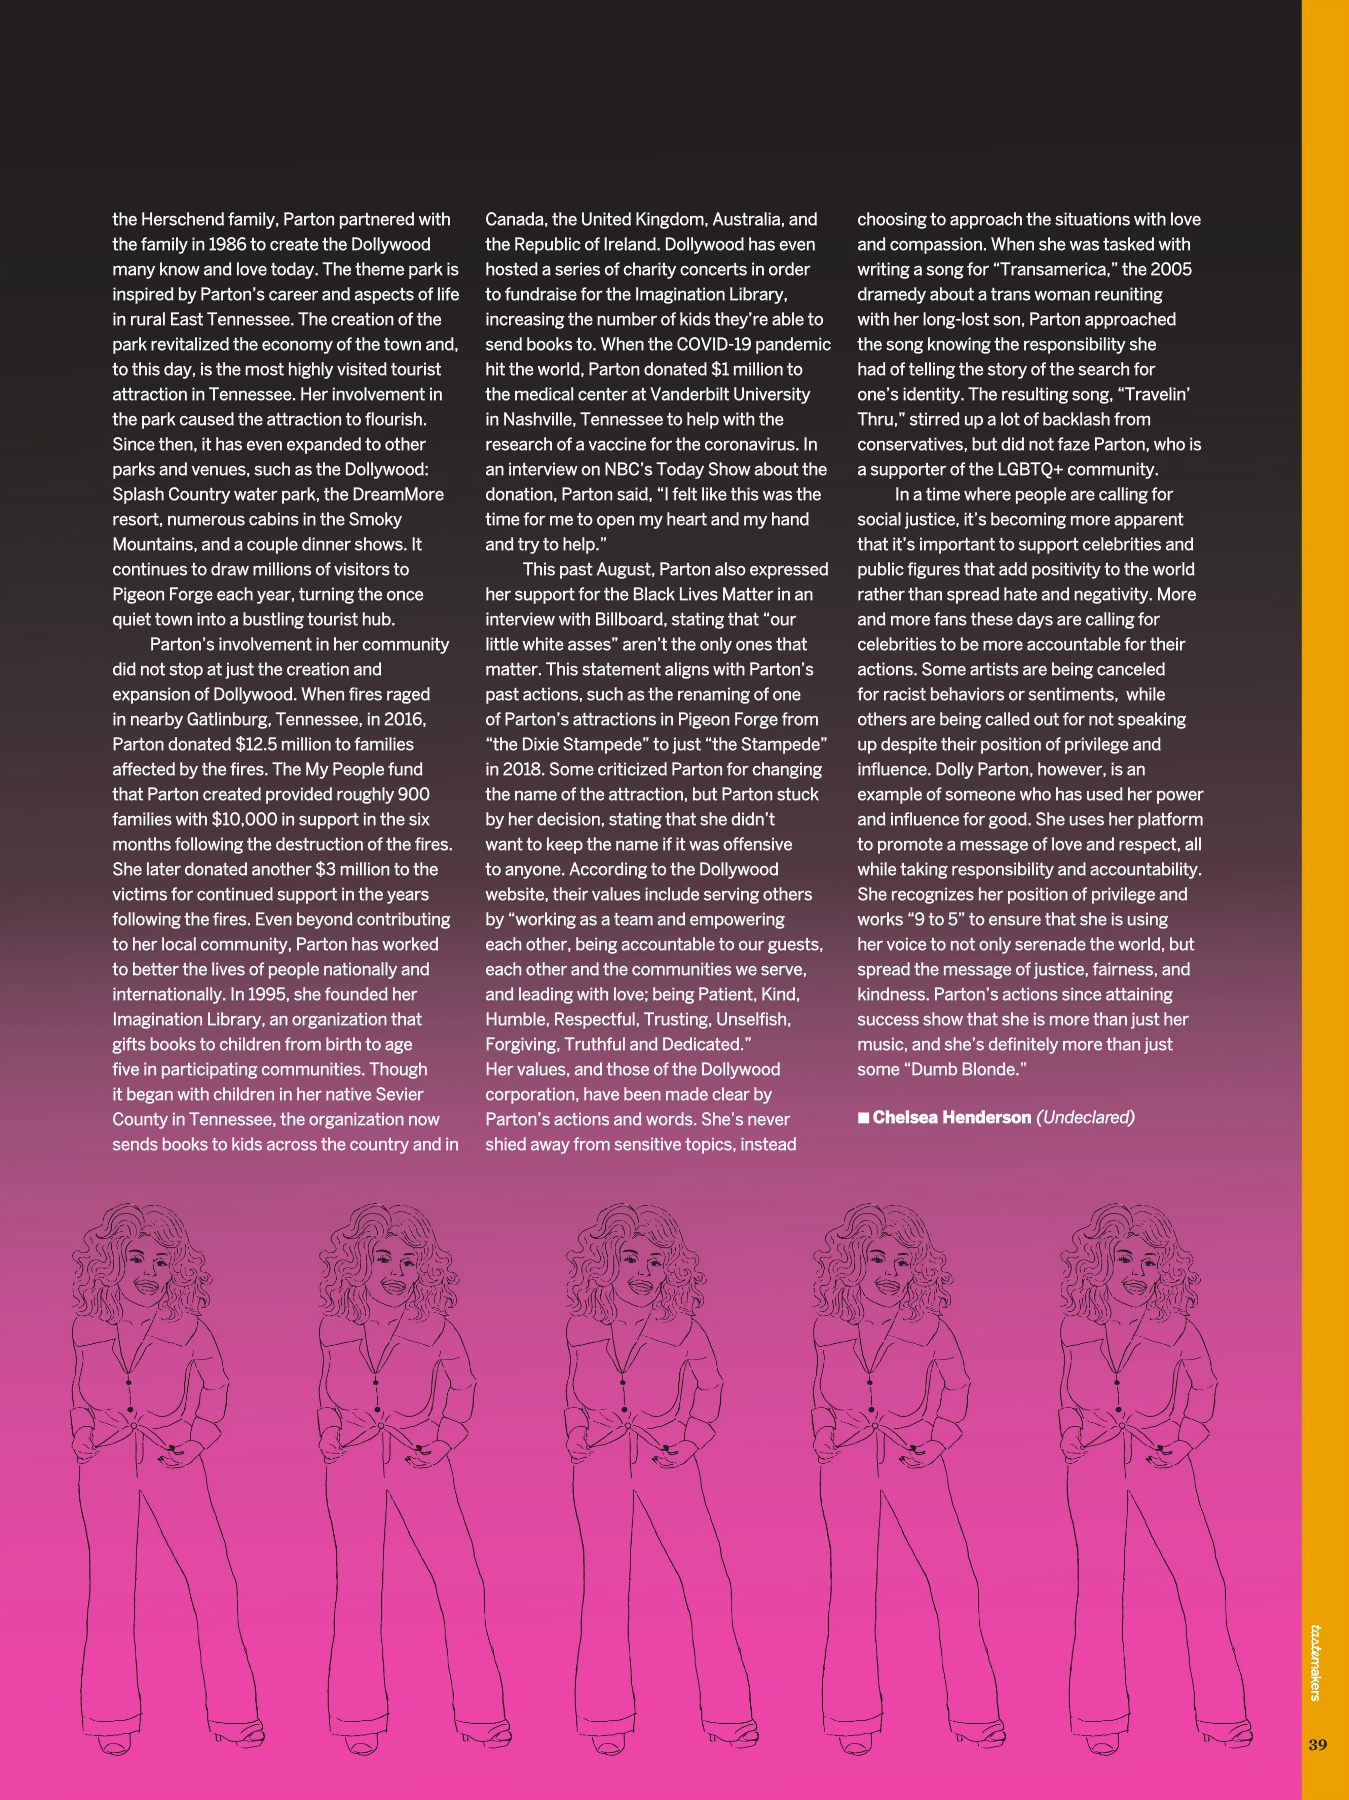 the Herschend family, Parton partnered with
the family in 1986 to create the Dollywood
many know and love today. The theme park is
inspired by Parton's career and aspects of life
in rural East Tennessee. The creation of the
park revitalized the economy of the town and,
to this day, is the most highly visited tourist
attraction in Tennessee. Her involvement in
the park caused the attraction to flourish.
Since then, it has even expanded to other
parks and venues, such as the Dollywood:
Splash Country water park, the DreamMore
resort, numerous cabins in the Smoky
Mountains, and a couple dinner shows. It
continues to draw millions of visitors to
Pigeon Forge each year, turning the once
quiet town into a bustling tourist hub.
Parton's involvement in her community
did not stop at just the creation and
expansion of Dollywood. When fires raged
in nearby Gatlinburg, Tennessee, in 2016,
Parton donated $12.5 million to families
affected by the fires. The My People fund
that Parton created provided roughly 900
families with $10,000 in support in the six
months following the destruction of the fires.
She later donated another $3 million to the
victims for continued support in the years
following the fires. Even beyond contributing
to her local community, Parton has worked
to better the lives of people nationally and
internationally. In 1995, she founded her
Imagination Library, an organization that
gifts books to children from birth to age
five in participating communities. Though
it began with children in her native Sevier
County in Tennessee, the organization now
sends books to kids across the country and in
Canada, the United Kingdom, Australia, and
the Republic of Ireland. Dollywood has even
hosted a series of charity concerts in order
to fundraise for the Imagination Library,
increasing the number of kids they're able to
send books to. When the COVID-19 pandemic
hit the world, Parton donated $1 million to
the medical center at Vanderbilt University
in Nashville, Tennessee to help with the
research of a vaccine for the coronavirus. In
an interview on NBC's Today Show about the
donation, Parton said, "I felt like this was the
time for me to open my heart and my hand
and try to help."
This past August, Parton also expressed
her support for the Black Lives Matter in an
interview with Billboard, stating that "our
little white asses" aren't the only ones that
matter. This statement aligns with Parton's
past actions, such as the renaming of one
of Parton's attractions in Pigeon Forge from
"the Dixie Stampede" to just "the Stampede"
in 2018. Some criticized Parton for changing
the name of the attraction, but Parton stuck
by her decision, stating that she didn't
want to keep the name if it was offensive
to anyone. According to the Dollywood
website, their values include serving others
by "working as a team and empowering
each other, being accountable to our guests,
each other and the communities we serve,
and leading with love; being Patient, Kind,
Humble, Respectful, Trusting, Unselfish,
Forgiving, Truthful and Dedicated."
Her values, and those of the Dollywood
corporation, have been made clear by
Parton's actions and words. She's never
shied away from sensitive topics, instead
choosing to approach the situations with love
and compassion. When she was tasked with
writing a song for "Transamerica," the 2005
dramedy about a trans woman reuniting
with her long-lost son, Parton approached
the song knowing the responsibility she
had of telling the story of the search for
one's identity. The resulting song, "Travelin'
Thru," stirred up a lot of backlash from
conservatives, but did not faze Parton, who is
a supporter of the LGBTQ+ community.
In a time where people are calling for
social justice, it's becoming more apparent
that it's important to support celebrities and
public figures that add positivity to the world
rather than spread hate and negativity. More
and more fans these days are calling for
celebrities to be more accountable for their
actions. Some artists are being canceled
for racist behaviors or sentiments, while
others are being called out for not speaking
up despite their position of privilege and
influence. Dolly Parton, however, is an
example of someone who has used her power
and influence for good. She uses her platform
to promote a message of love and respect, all
while taking responsibility and accountability.
She recognizes her position of privilege and
works "9 to 5" to ensure that she is using
her voice to not only serenade the world, but
spread the message of justice, fairness, and
kindness. Parton's actions since attaining
success show that she is more than just her
music, and she's definitely more than just
some "Dumb Blonde."
■ Chelsea Henderson (Undeclared)
tastemakers
39